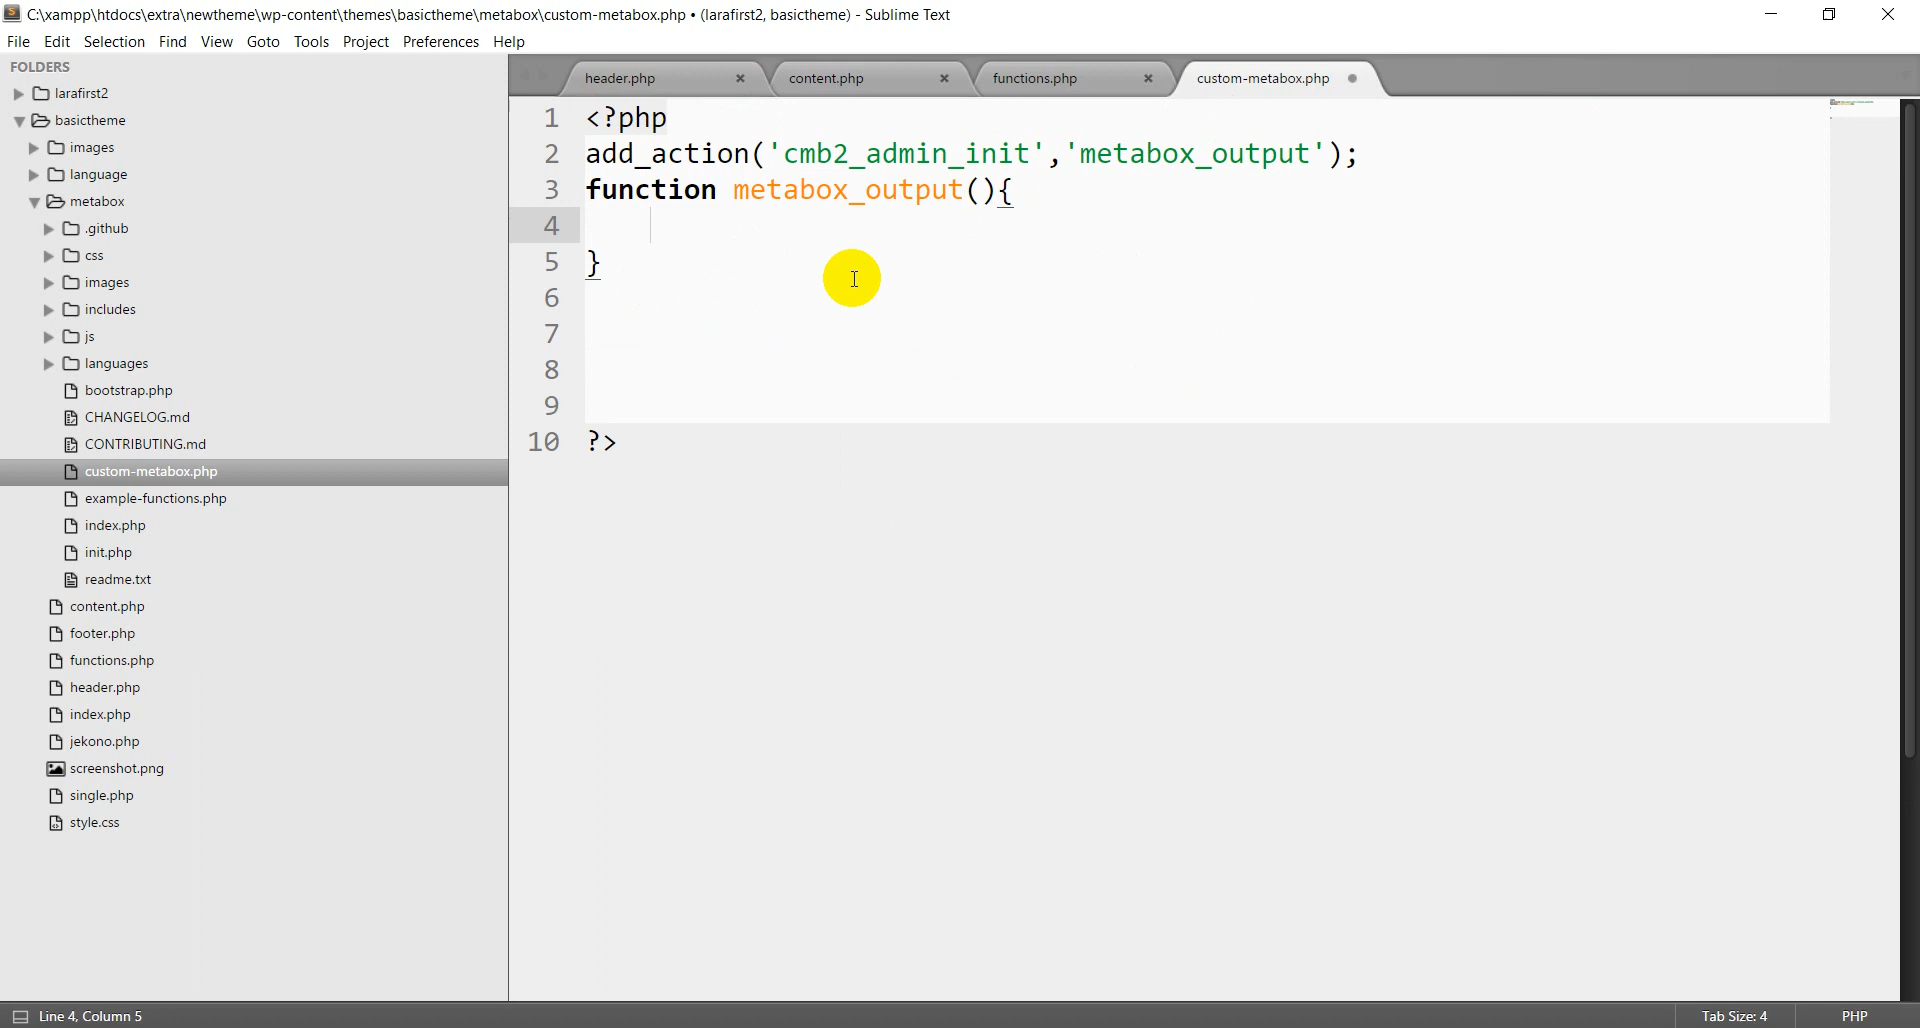 C:\xampp\htdocs\extra\newtheme\wp-content\themes\basictheme\metabox\custom-metabox.php • (larafirst2, basictheme) - Sublime Text
File Edit Selection Find View Goto Tools Project Preferences Help
FOLDERS
larafirst2
basictheme
images
language
metabox
.github
css
images
includes
js
languages
bootstrap.php
CHANGELOG.md
CONTRIBUTING.md
custom-metabox.php
example-functions.php
index.php
init.php
readme.txt
content.php
footer.php
functions.php
header.php
index.php
jekono.php
screenshot.png
single.php
style.css
header.php content.php functions.php custom-metabox.php
1 <?php
2 add_action('cmb2_admin_init','metabox_output');
3 function metabox_output(){
4
5 }
6
7
8
9
10 ?>
Line 4, Column 5 Tab Size: 4 PHP